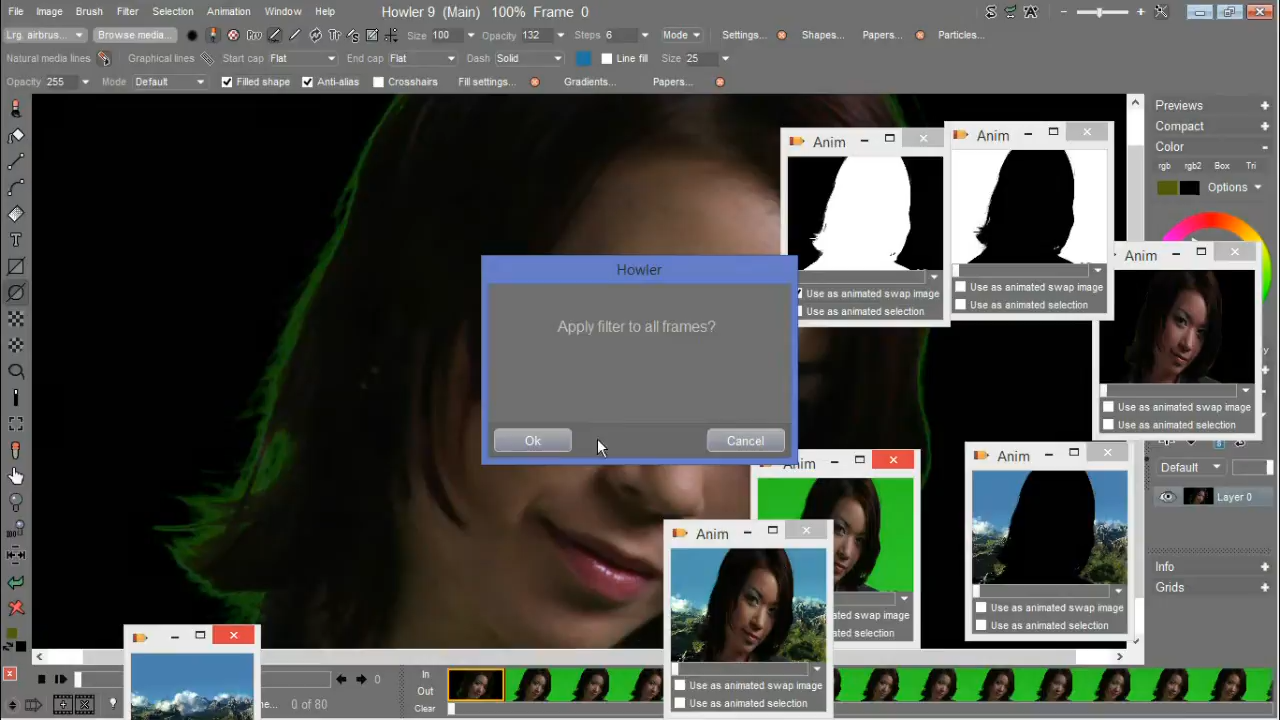 File Image Brush Filter Selection Animation Window Help Howler 9 (Main) 100% Frame 0
Lrg. airbrus... Browse media... Size 100 Opacity 132 Steps 6 Mode Settings... Shapes... Papers... Particles...
Natural media lines Graphical lines Start cap Flat End cap Flat Dash Solid Line fill Size 25
Opacity 255 Mode Default Filled shape Anti-alias Crosshairs Fill settings... Gradients... Papers...
Previews
Compact
Color
rgb rgb2 Box Tri
Options
Anim
Use as animated swap image
Use as animated selection
Anim
Use as animated swap image
Use as animated selection
Anim
Use as animated swap image
Use as animated selection
Howler
Apply filter to all frames?
Ok Cancel
Anim
ated swap image
ated selection
Anim
Use as animated swap image
Use as animated selection
Anim
Use as animated swap image
Use as animated selection
Default
Layer 0
Info
Grids
0
In
Out
Clear
0 of 80